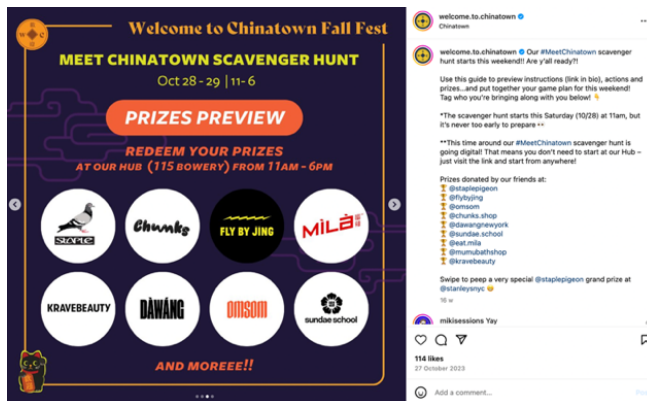 Welcome to Chinatown Fall Fest
MEET CHINATOWN SCAVENGER HUNT
Oct 28 - 29 | 11- 6
PRIZES PREVIEW
REDEEM YOUR PRIZES
AT OUR HUB (115 BOWERY) FROM 11AM – 6PM
STAPLE
Chunks
FLY BY JING
MÌLÀ
KRAVEBEAUTY
DÀWÁNG
OMSOM
sundae school
AND MOREEE!!
welcome.to.chinatown
Chinatown
welcome.to.chinatown Our #MeetChinatown scavenger
hunt starts this weekend!! Are y'all ready?!
Use this guide to preview instructions (link in bio), actions and
prizes...and put together your game plan for this weekend!
Tag who you're bringing along with you below! 👇
*The scavenger hunt starts this Saturday (10/28) at 11am, but
it's never too early to prepare 👀
**This time around our #MeetChinatown scavenger hunt is
going digital! That means you don't need to start at our Hub –
just visit the link and start from anywhere!
Prizes donated by our friends at:
🏆 @staplepigeon
🏆 @flybyjing
🏆 @omsom
🏆 @chunks.shop
🏆 @dawangnewyork
🏆 @sundae.school
🏆 @eat.mila
🏆 @mumubathshop
🏆 @kravebeauty
Swipe to peep a very special @staplepigeon grand prize at
@stanleysnyc
16 w
mikisessions Yay
114 likes
27 October 2023
Add a comment...